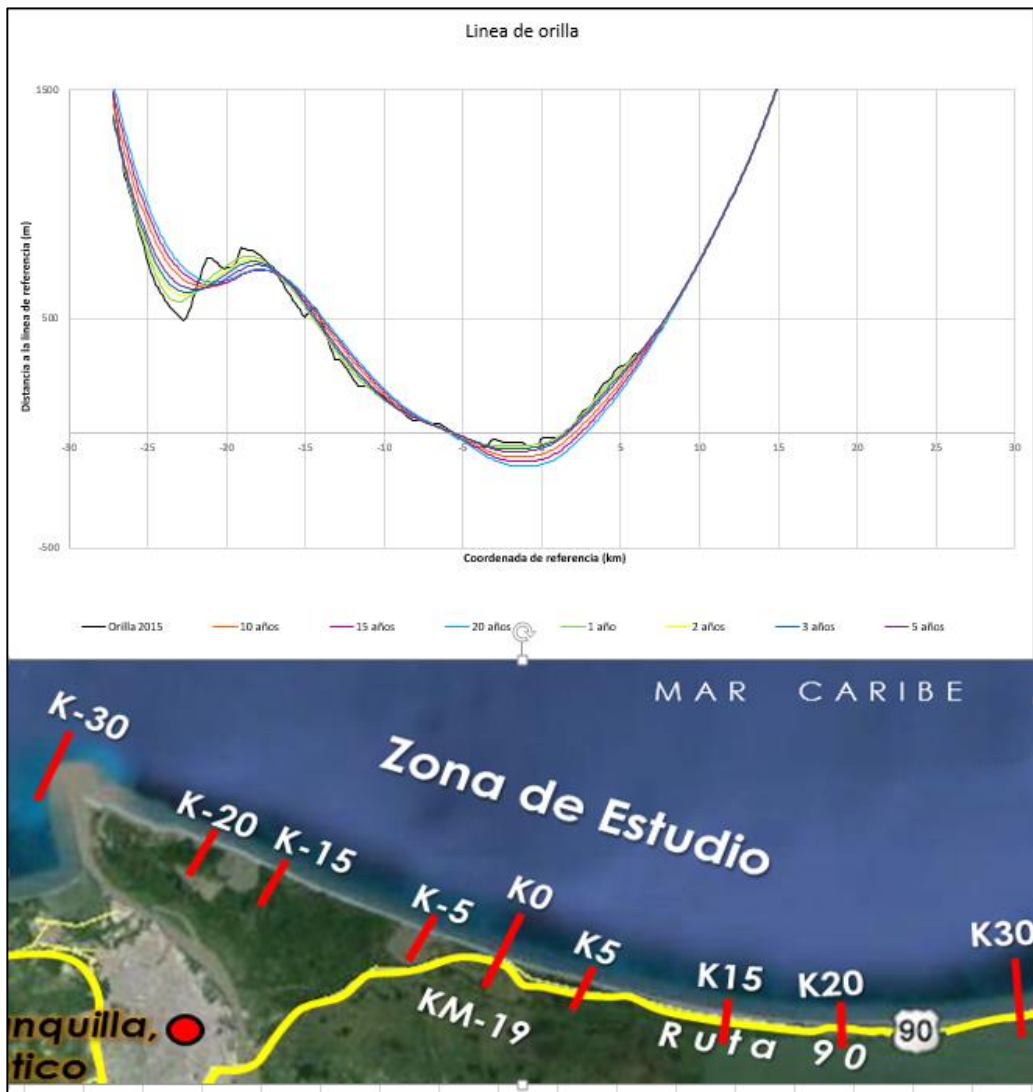 Linea de orilla
1500
500
-500
-30 -25 -20 -15 -10 -5 0 5 10 15 20 25 30
Distancia a la linea de referencia (m)
Coordenada de referencia (km)
Orilla 2015 10 años 15 años 20 años 1 año 2 años 3 años 5 años
MAR CARIBE
Zona de Estudio
K-30
K-20
K-15
K-5
K0
K5
K15
K20
K30
KM-19
Ruta 90
90
nquilla,
tico